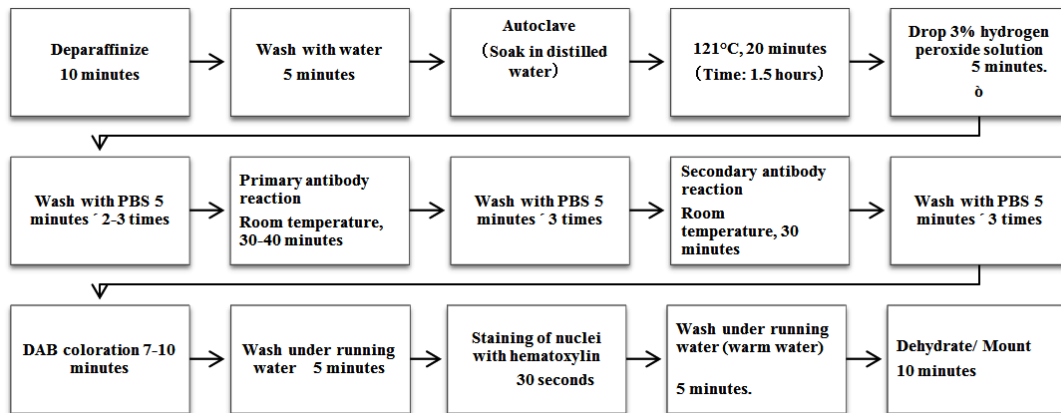 Deparaffinize
10 minutes
Wash with water
5 minutes
Autoclave
(Soak in distilled
water)
121°C, 20 minutes
(Time: 1.5 hours)
Drop 3% hydrogen
peroxide solution
5 minutes.
ò
Wash with PBS 5
minutes ´ 2-3 times
Primary antibody
reaction
Room temperature,
30-40 minutes
Wash with PBS 5
minutes ´ 3 times
Secondary antibody
reaction
Room
temperature, 30
minutes
Wash with PBS 5
minutes ´ 3 times
DAB coloration 7-10
minutes
Wash under running
water 5 minutes
Staining of nuclei
with hematoxylin
30 seconds
Wash under running
water (warm water)
5 minutes.
Dehydrate/ Mount
10 minutes